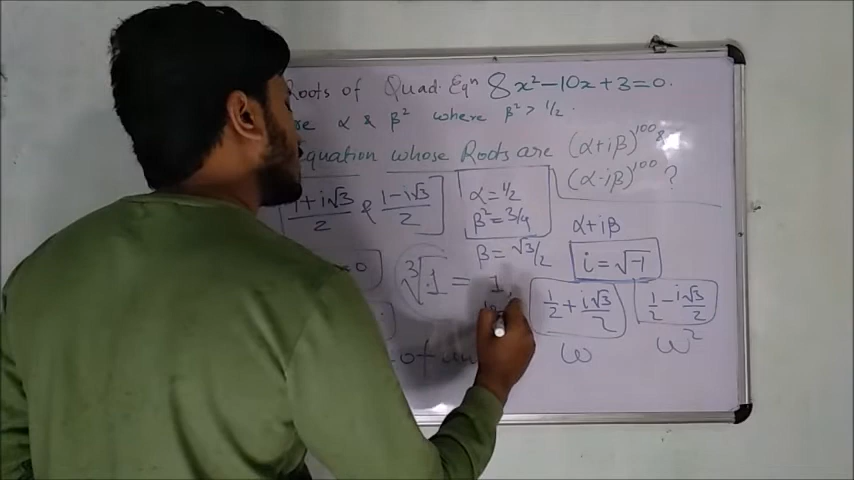 Roots of Quad. Eqⁿ 8x²-10x+3=0.
α & β² where β² > 1/2.
Equation whose Roots are (α+iβ)¹⁰⁰ &
(α-iβ)¹⁰⁰ ?
1+i√3/2 & 1-i√3/2
α = 1/2
β² = 3/4
β = √3/2
α+iβ
i = √-1
∛1 = 1
1/2 + i√3/2
1/2 - i√3/2
ω
ω²